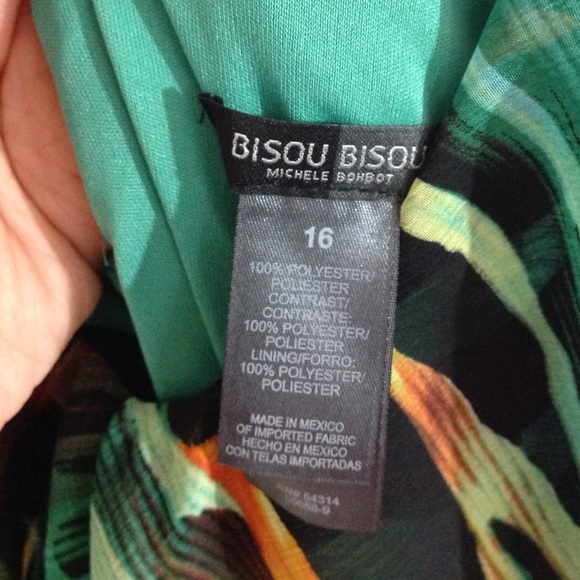 BISOU BISOU
MICHELE BOHBOT
16
100% POLYESTER/
POLIESTER
CONTRAST/
CONTRASTE:
100% POLYESTER/
POLIESTER
LINING/FORRO:
100% POLYESTER/
POLIESTER
MADE IN MEXICO
OF IMPORTED FABRIC
HECHO EN MEXICO
CON TELAS IMPORTADAS
54314